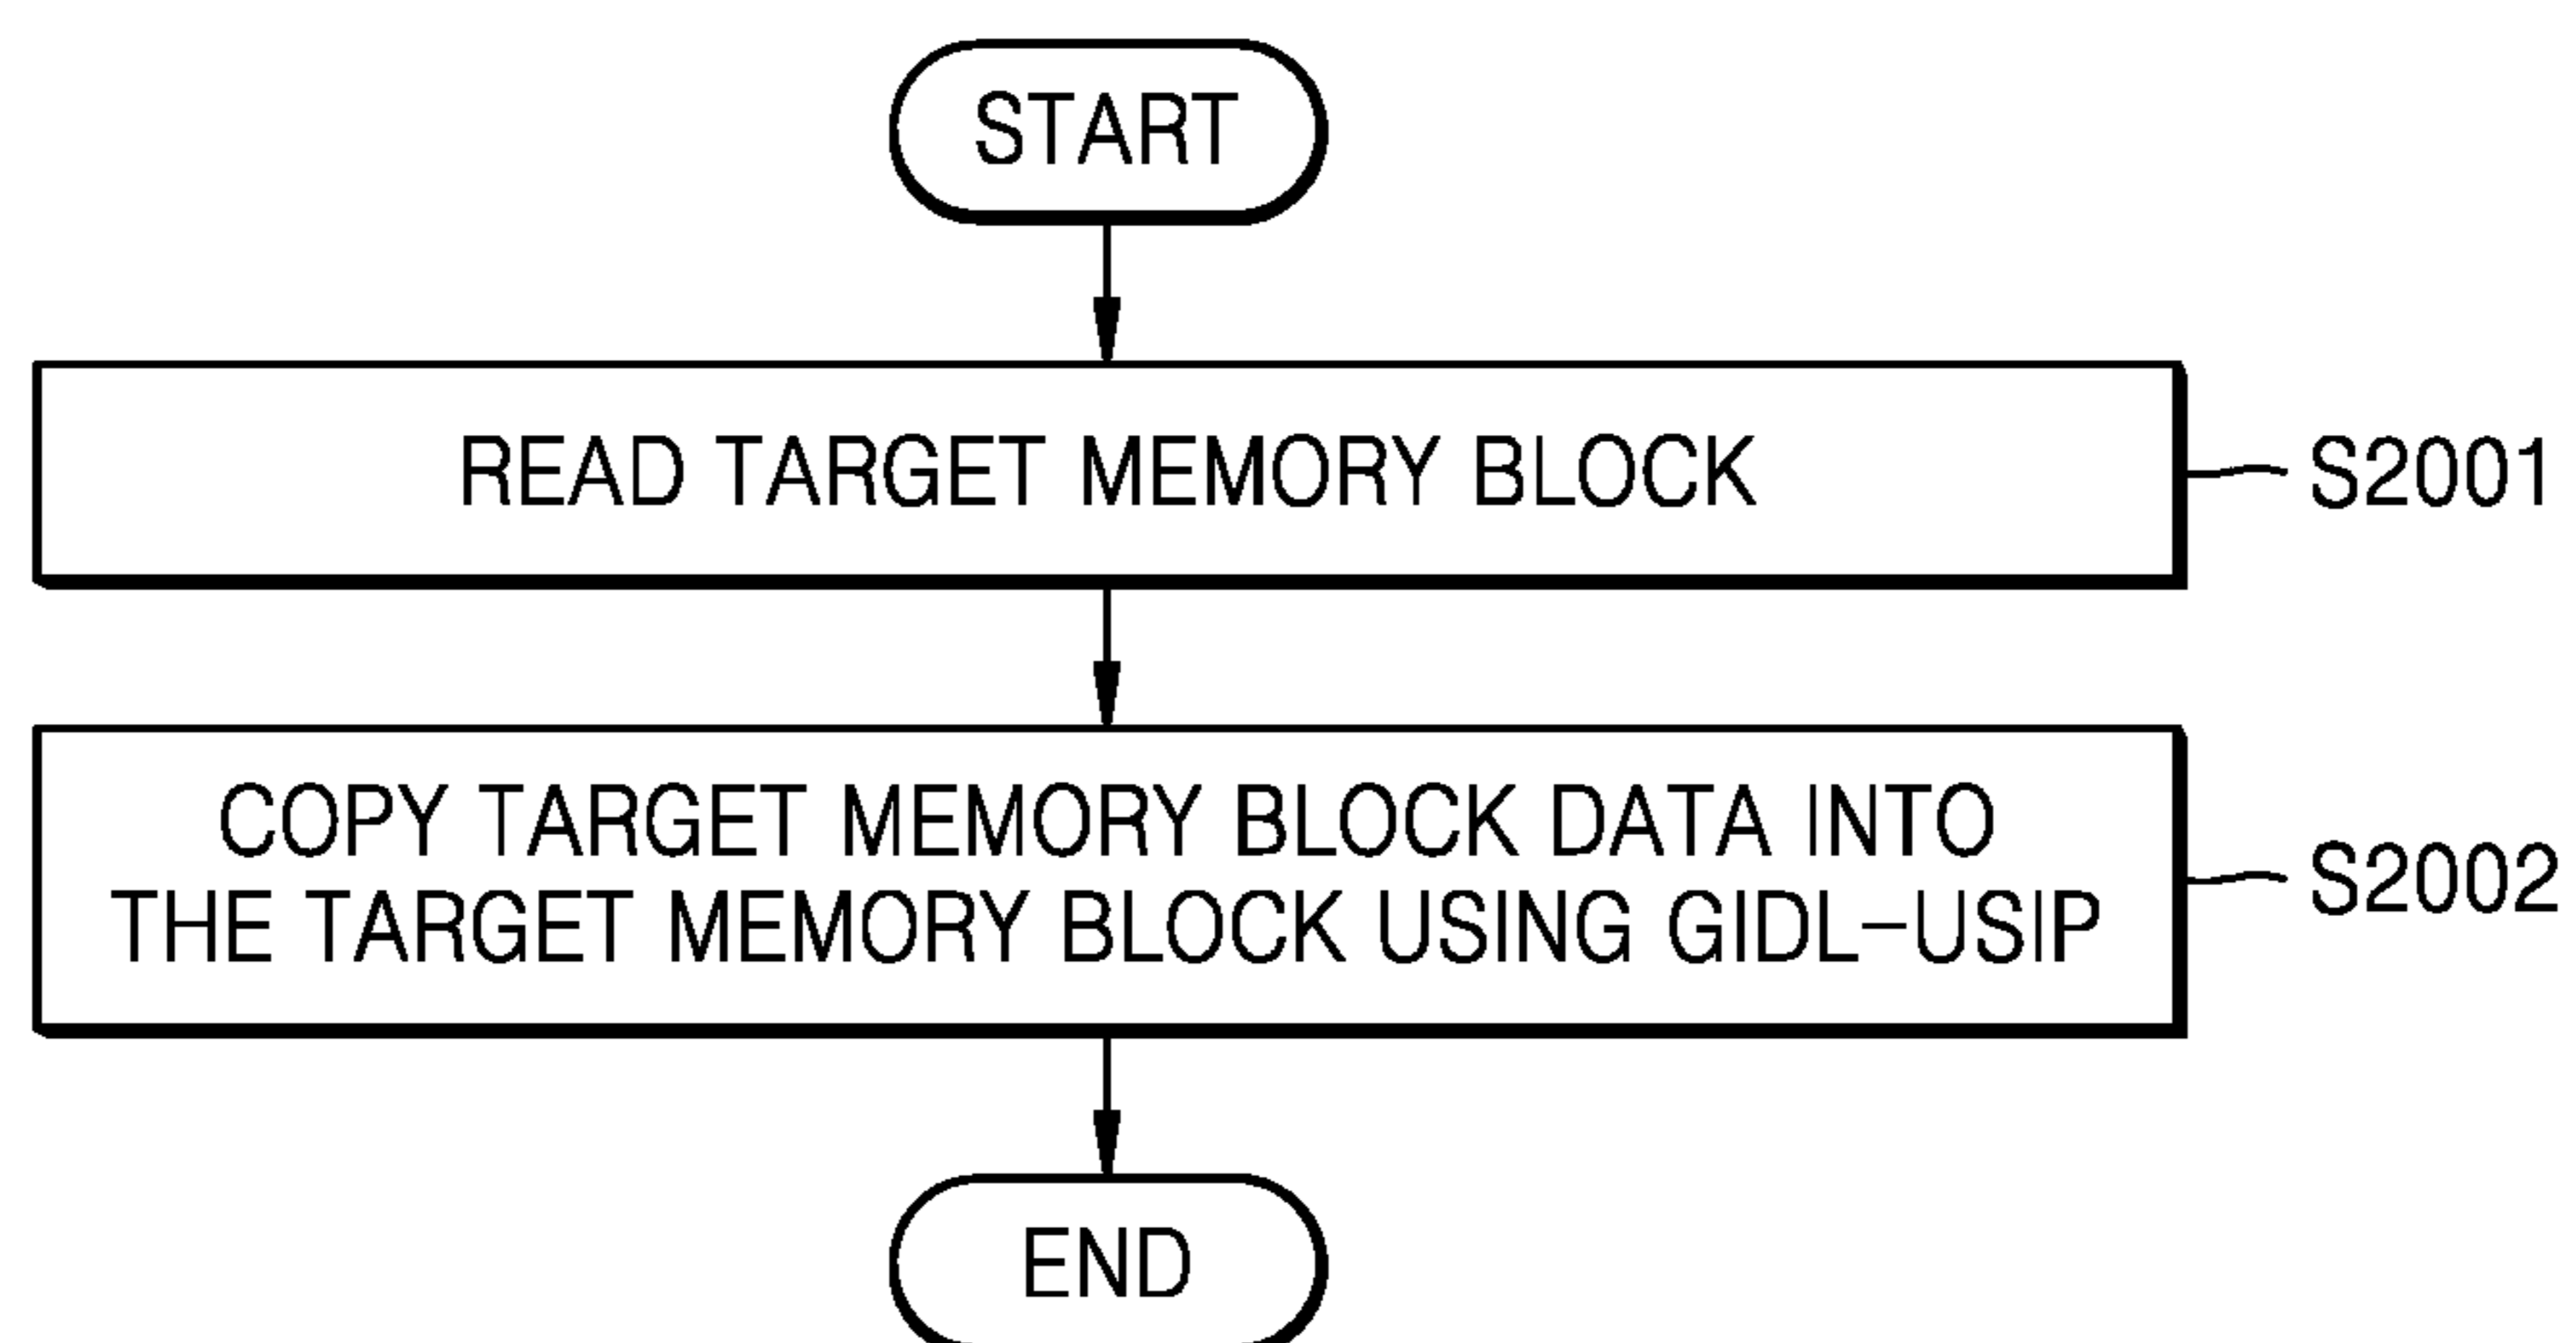 START
READ TARGET MEMORY BLOCK
S2001
COPY TARGET MEMORY BLOCK DATA INTO
THE TARGET MEMORY BLOCK USING GIDL-USIP
S2002
END